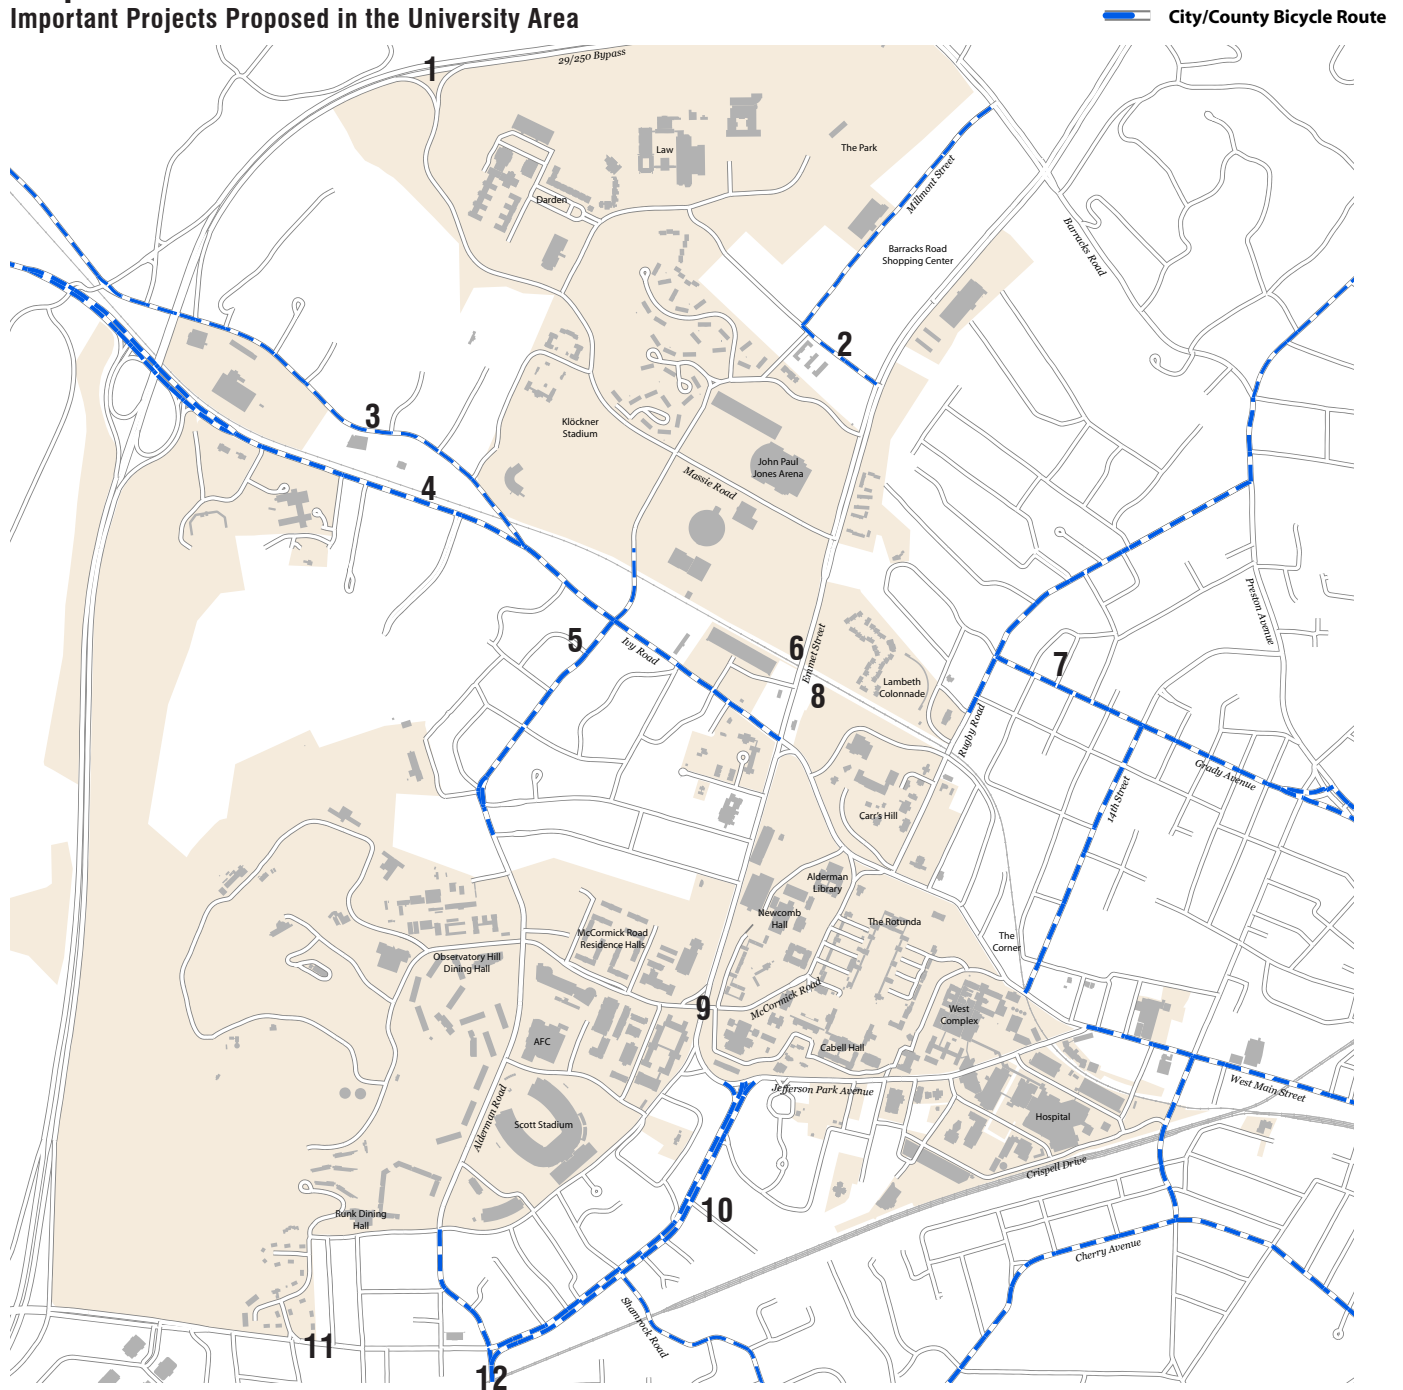 Important Projects Proposed in the University Area
City/County Bicycle Route
1
29/250 Bypass
Law
The Park
Darden
Millmont Street
Barracks Road
Shopping Center
Barracks Road
2
3
Klöckner
Stadium
John Paul
Jones Arena
Massie Road
4
Preston Avenue
5
Ivy Road
6
Emmet Street
7
8
Lambeth
Colonnade
Rugby Road
Grady Avenue
14th Street
Carr's Hill
Alderman
Library
Newcomb
Hall
The Rotunda
McCormick Road
Residence Halls
The
Corner
Observatory Hill
Dining Hall
9
McCormick Road
West
Complex
AFC
Cabell Hall
Jefferson Park Avenue
West Main Street
Alderman Road
Scott Stadium
Hospital
Crispell Drive
10
Runk Dining
Hall
Cherry Avenue
Shamrock Road
11
12